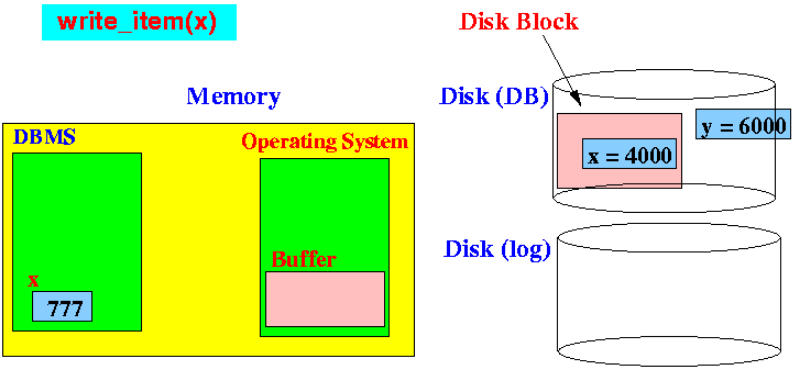 write_item(x)
Disk Block
Memory
Disk (DB)
DBMS
Operating System
y = 6000
x = 4000
Disk (log)
Buffer
x
777